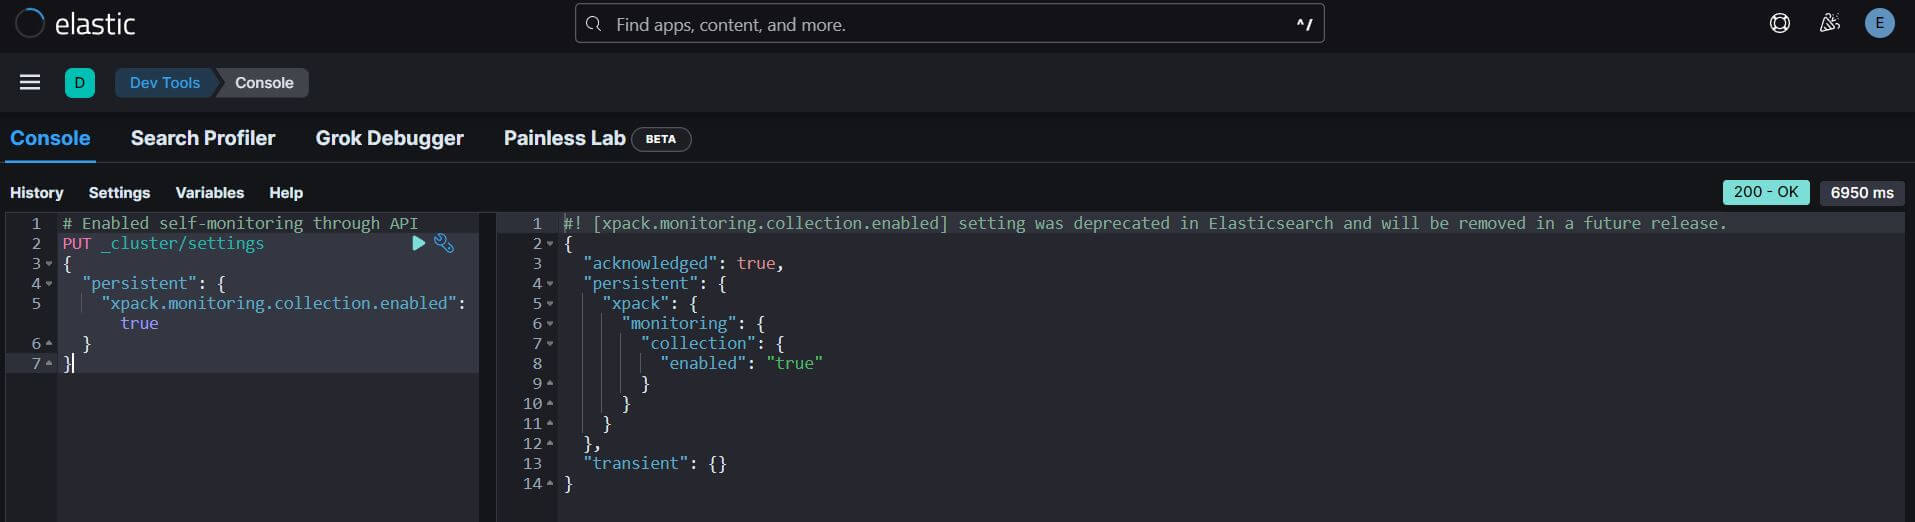 elastic
Find apps, content, and more.
^/
E
D
Dev Tools
Console
Console
Search Profiler
Grok Debugger
Painless Lab
BETA
History
Settings
Variables
Help
200 - OK
6950 ms
1 # Enabled self-monitoring through API
2 PUT _cluster/settings
3 {
4 "persistent": {
5 "xpack.monitoring.collection.enabled":
true
6 }
7 }
1 #! [xpack.monitoring.collection.enabled] setting was deprecated in Elasticsearch and will be removed in a future release.
2 {
3 "acknowledged": true,
4 "persistent": {
5 "xpack": {
6 "monitoring": {
7 "collection": {
8 "enabled": "true"
9 }
10 }
11 }
12 },
13 "transient": {}
14 }